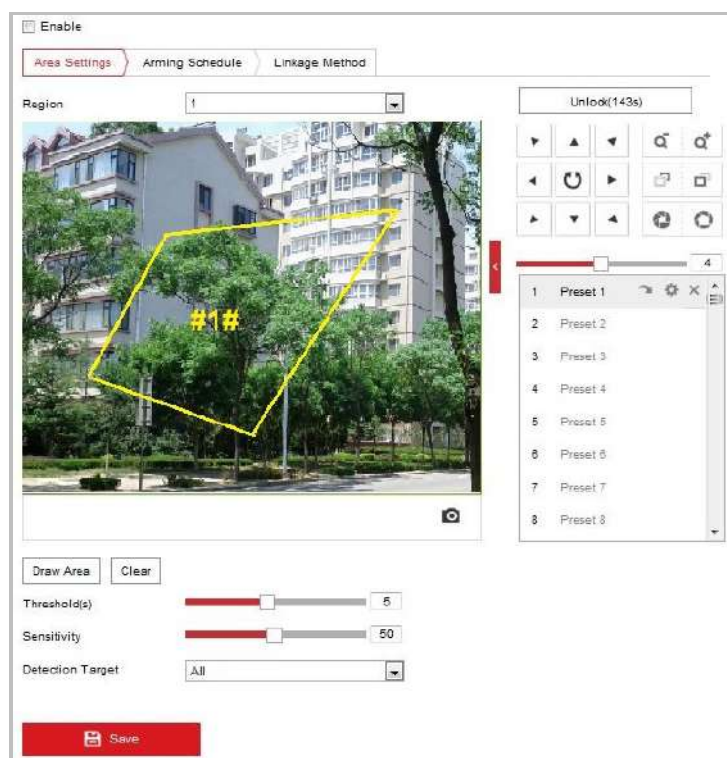 Enable
Area Settings
Arming Schedule
Linkage Method
Region
1
Unlock(143s)
#1#
4
1 Preset 1
2 Preset 2
3 Preset 3
4 Preset 4
5 Preset 5
6 Preset 6
7 Preset 7
8 Preset 8
Draw Area
Clear
Threshold(s)
5
Sensitivity
50
Detection Target
All
Save